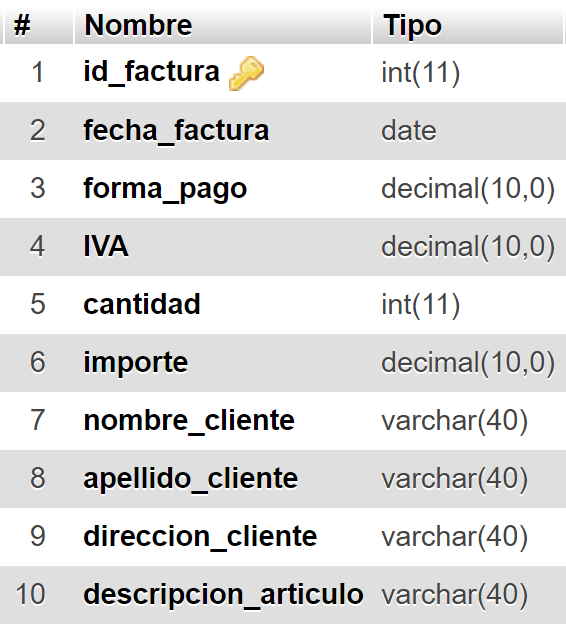 # Nombre Tipo
1 id_factura int(11)
2 fecha_factura date
3 forma_pago decimal(10,0)
4 IVA decimal(10,0)
5 cantidad int(11)
6 importe decimal(10,0)
7 nombre_cliente varchar(40)
8 apellido_cliente varchar(40)
9 direccion_cliente varchar(40)
10 descripcion_articulo varchar(40)